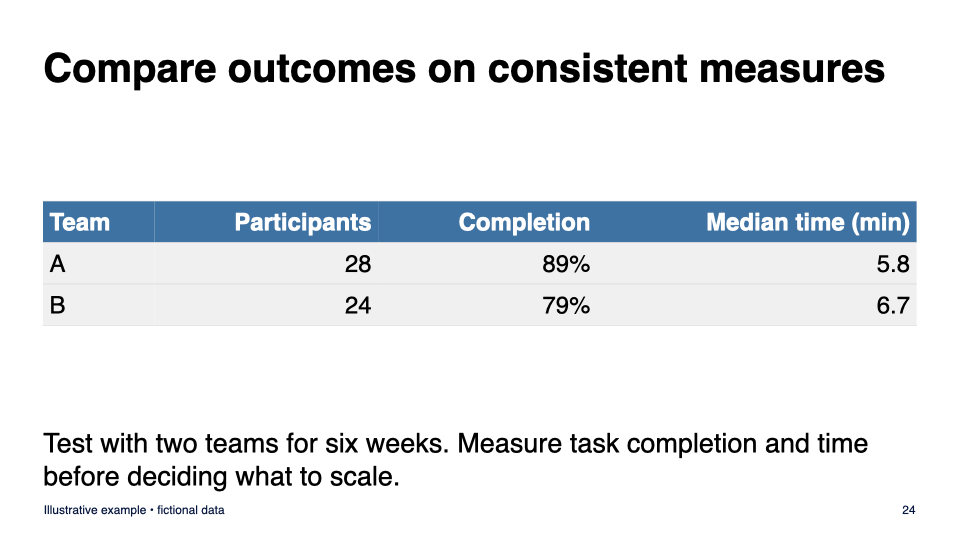 Compare outcomes on consistent measures
Team Participants Completion Median time (min)
A 28 89% 5.8
B 24 79% 6.7
Test with two teams for six weeks. Measure task completion and time
before deciding what to scale.
Illustrative example • fictional data 24